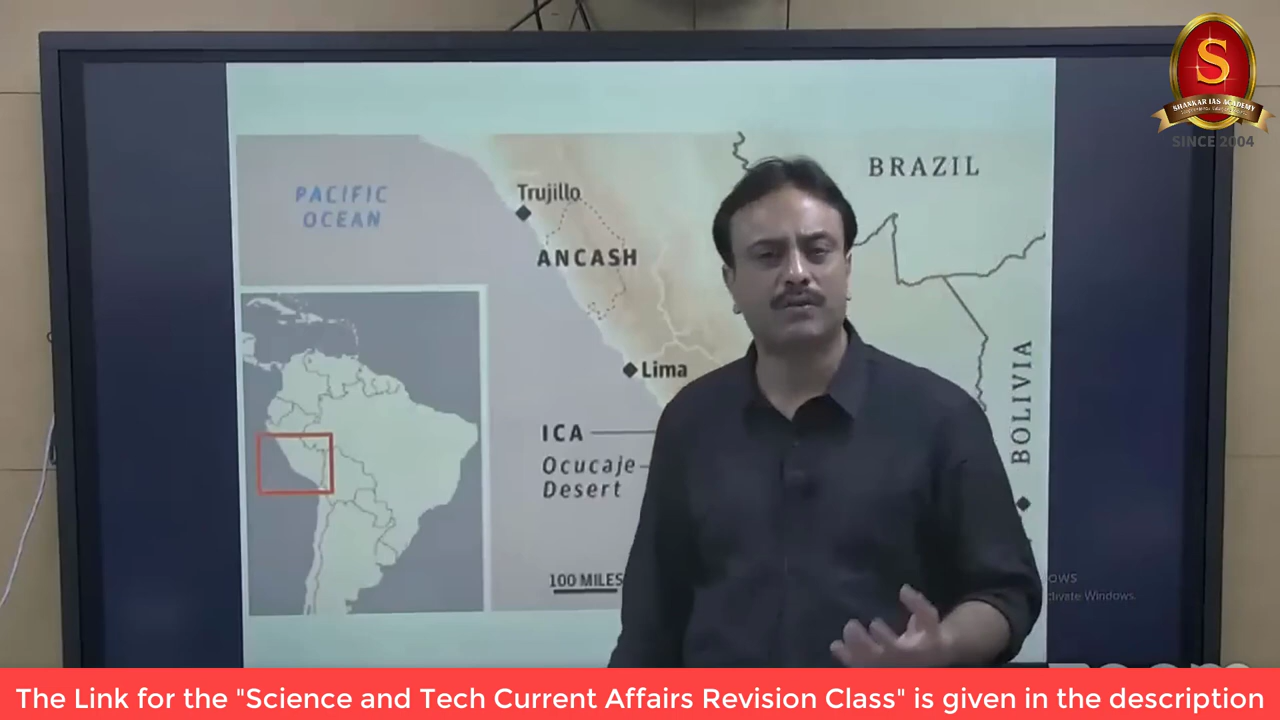 S
SHANKAR IAS ACADEMY
SINCE 2004
BRAZIL
PACIFIC
OCEAN
Trujillo
ANCASH
Lima
ICA
Ocucaje
Desert
BOLIVIA
100 MILES
The Link for the "Science and Tech Current Affairs Revision Class" is given in the description